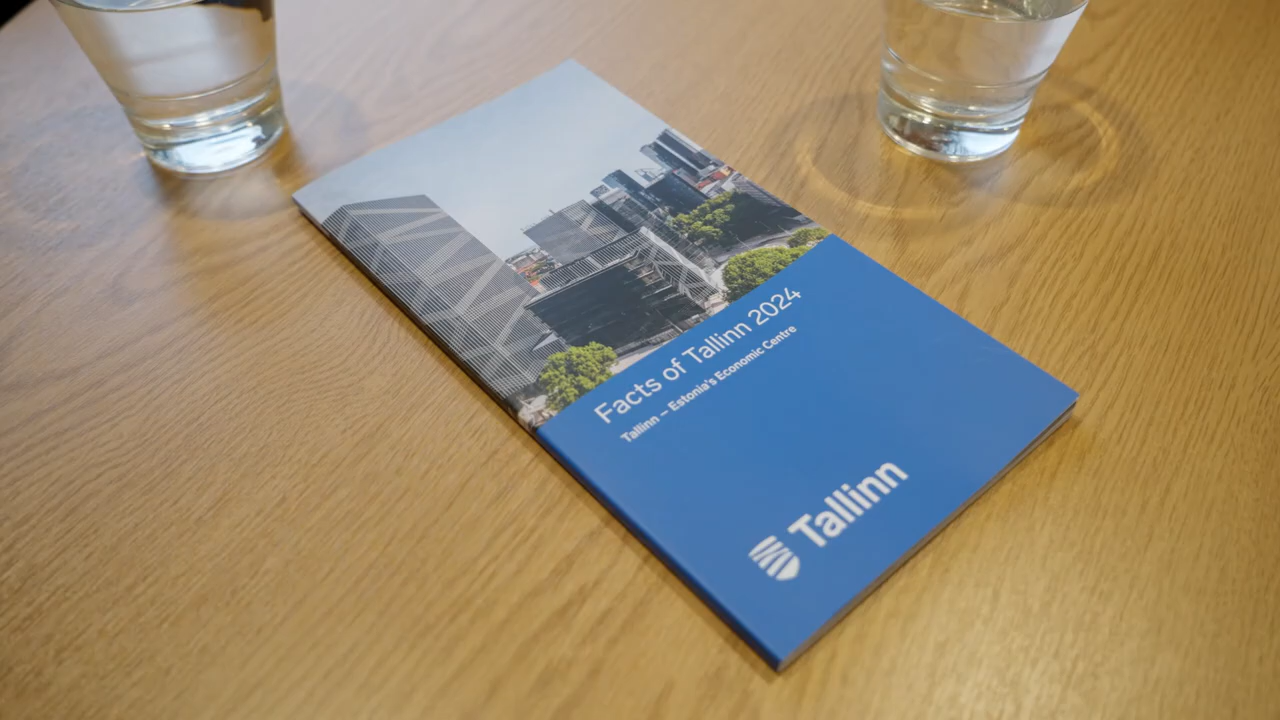 Facts of Tallinn 2024
Tallinn – Estonia's Economic Centre
Tallinn